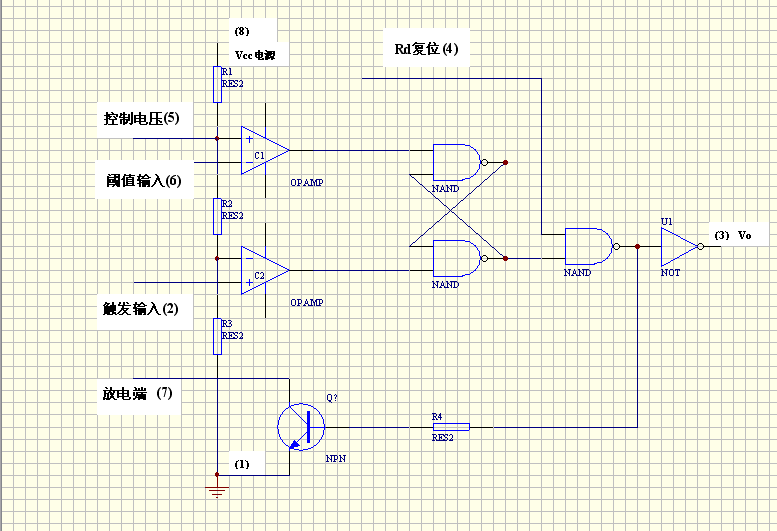 (8)
Vcc电源
Rd复位(4)
R1
RES2
控制电压(5)
+
C1
−
阈值输入(6)
OPAMP
NAND
R2
RES2
U1
(3) Vo
−
C2
+
NAND
NAND
NOT
OPAMP
触发输入(2)
R3
RES2
放电端 (7)
Q?
R4
RES2
(1)
NPN